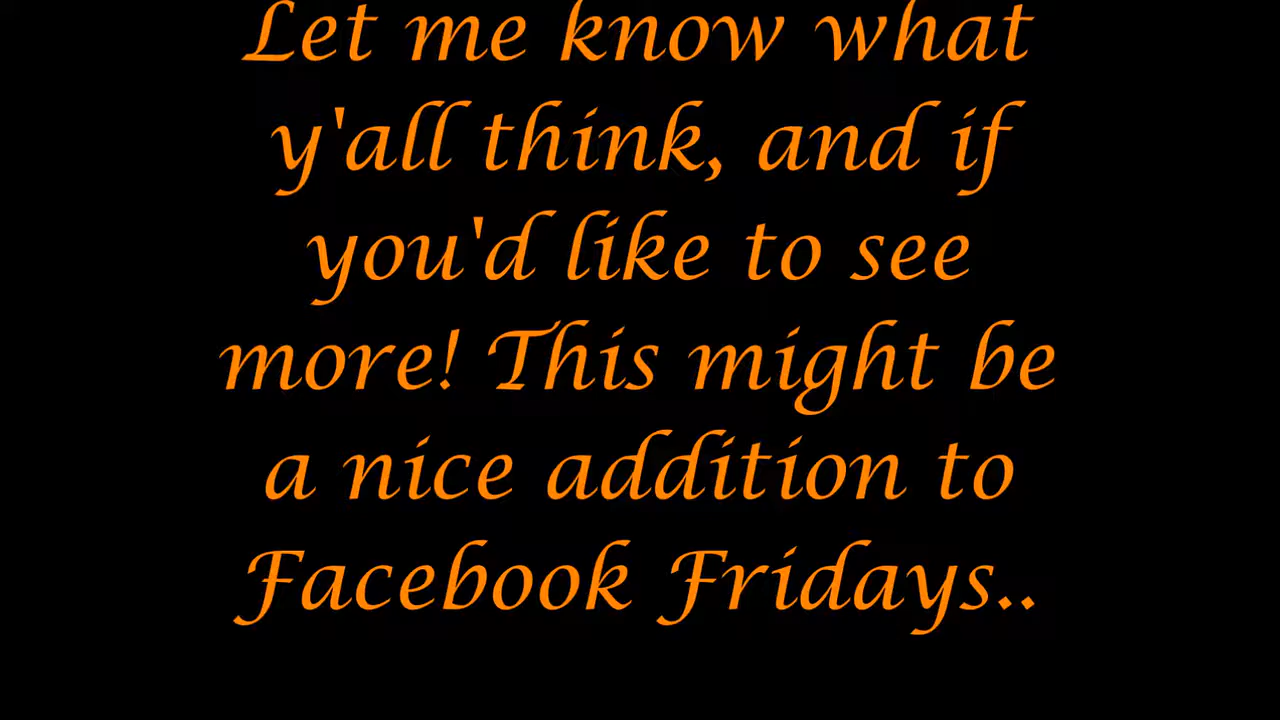 Let me know what
y'all think, and if
you'd like to see
more! This might be
a nice addition to
Facebook Fridays..